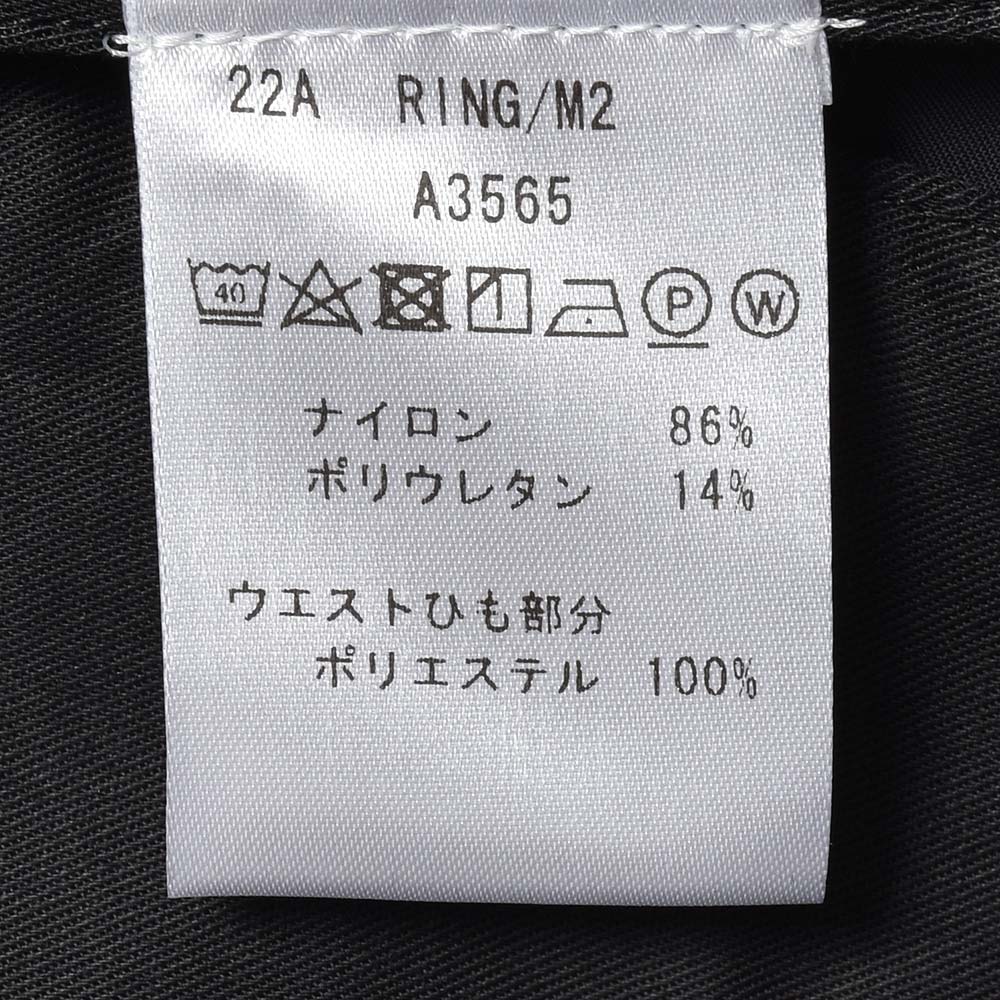 22A RING/M2
A3565
40 P W
ナイロン 86%
ポリウレタン 14%
ウエストひも部分
ポリエステル 100%